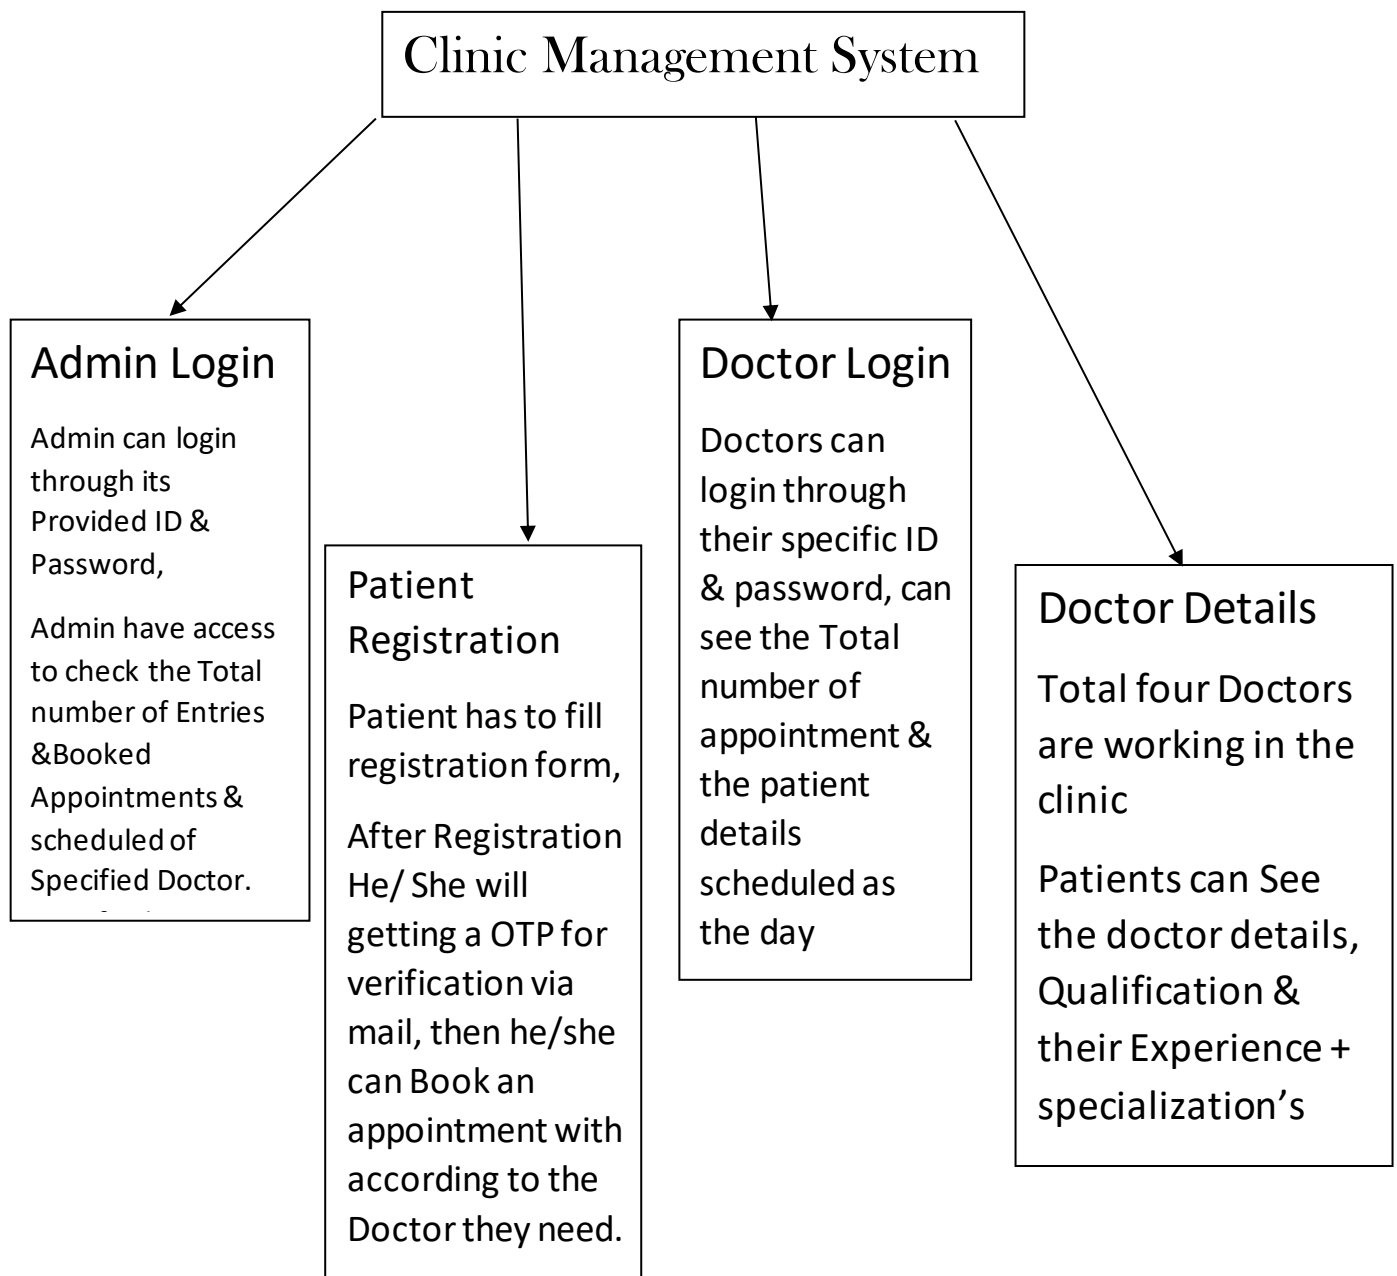 Clinic Management System
Admin Login
Admin can login
through its
Provided ID &
Password,
Admin have access
to check the Total
number of Entries
&Booked
Appointments &
scheduled of
Specified Doctor.
Patient
Registration
Patient has to fill
registration form,
After Registration
He/ She will
getting a OTP for
verification via
mail, then he/she
can Book an
appointment with
according to the
Doctor they need.
Doctor Login
Doctors can
login through
their specific ID
& password, can
see the Total
number of
appointment &
the patient
details
scheduled as
the day
Doctor Details
Total four Doctors
are working in the
clinic
Patients can See
the doctor details,
Qualification &
their Experience +
specialization’s